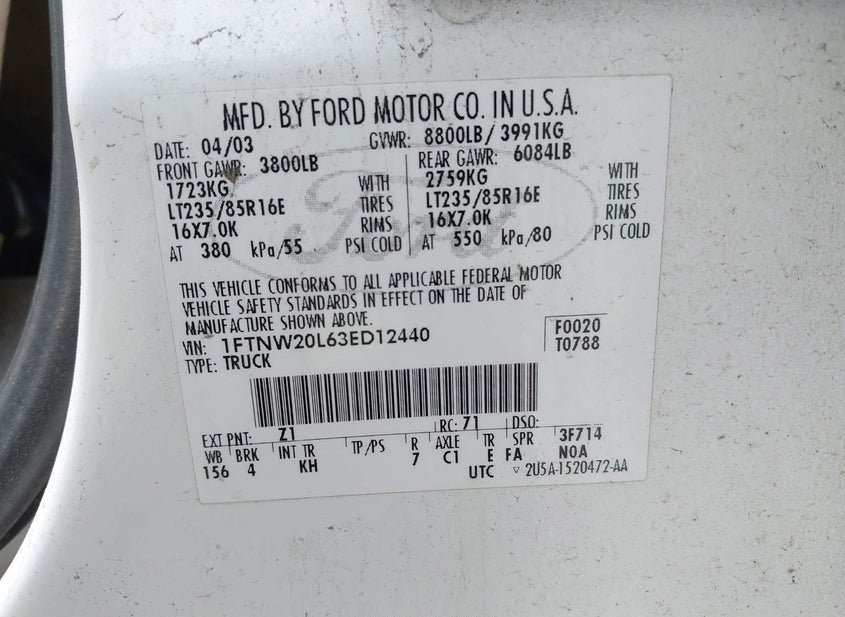 MFD. BY FORD MOTOR CO. IN U.S.A.
DATE: 04/03 GVWR: 8800LB/ 3991KG
FRONT GAWR: 3800LB REAR GAWR: 6084LB
1723KG WITH 2759KG WITH
LT235/85R16E TIRES LT235/85R16E TIRES
16X7.0K RIMS 16X7.0K RIMS
AT 380 kPa/55 PSI COLD AT 550 kPa/80 PSI COLD
Ford
THIS VEHICLE CONFORMS TO ALL APPLICABLE FEDERAL MOTOR
VEHICLE SAFETY STANDARDS IN EFFECT ON THE DATE OF
MANUFACTURE SHOWN ABOVE.
VIN: 1FTNW20L63ED12440 F0020
TYPE: TRUCK T0788
EXT PNT: Z1 RC: 71 DSO:
WB BRK INT TR TP/PS R AXLE TR SPR 3F714
156 4 KH 7 C1 E FA NOA
UTC ▽ 2U5A-1520472-AA